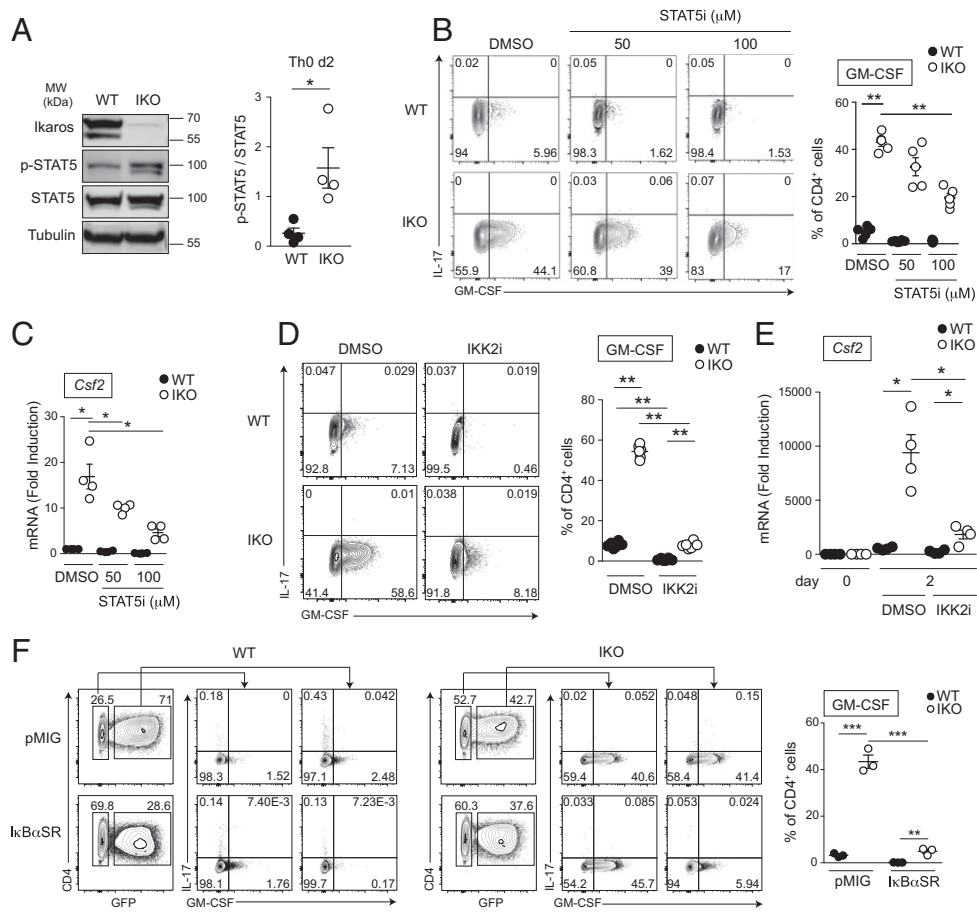 A
Th0 d2
MW
(kDa)
WT IKO
Ikaros
70
55
p-STAT5
100
STAT5
100
Tubulin
55
p-STAT5 / STAT5
3
2
1
0
*
WT IKO
B
STAT5i (μM)
DMSO 50 100
WT
0.02 0 0.05 0 0.05 0
94 5.96 98.3 1.62 98.4 1.53
IKO
0 0 0.03 0.06 0.07 0
55.9 44.1 60.8 39 83 17
IL-17
GM-CSF
WT
IKO
GM-CSF
% of CD4+ cells
60
40
20
0
** **
DMSO 50 100
STAT5i (μM)
C
Csf2
WT
IKO
mRNA (Fold Induction)
30
20
10
0
* *
*
DMSO 50 100
STAT5i (μM)
D
DMSO IKK2i
WT
0.047 0.029 0.037 0.019
92.8 7.13 99.5 0.46
IKO
0 0.01 0.038 0.019
41.4 58.6 91.8 8.18
IL-17
GM-CSF
GM-CSF
WT
IKO
% of CD4+ cells
80
60
40
20
0
**
**
**
**
DMSO IKK2i
E
Csf2
WT
IKO
mRNA (Fold Induction)
15000
10000
5000
0
* *
*
day 0 2
DMSO IKK2i
F
WT
pMIG
26.5 71 0.18 0 0.43 0.042
98.3 1.52 97.1 2.48
IκBαSR
69.8 28.6 0.14 7.40E-3 0.13 7.23E-3
98.1 1.76 99.7 0.17
CD4
GFP
IL-17
GM-CSF
IKO
52.7 42.7 0.02 0.052 0.048 0.15
59.4 40.6 58.4 41.4
60.3 37.6 0.033 0.085 0.053 0.024
54.2 45.7 94 5.94
CD4
GFP
IL-17
GM-CSF
WT
IKO
GM-CSF
% of CD4+ cells
60
40
20
0
*** ***
**
pMIG IκBαSR